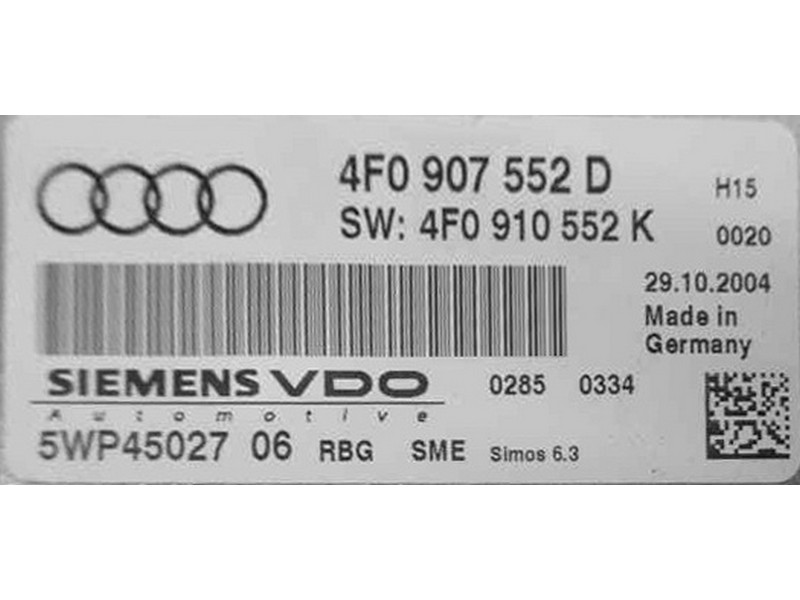 4F0 907 552 D H15
SW: 4F0 910 552 K 0020
29.10.2004
Made in
Germany
SIEMENS VDO 0285 0334
Automotive
5WP45027 06 RBG SME Simos 6.3